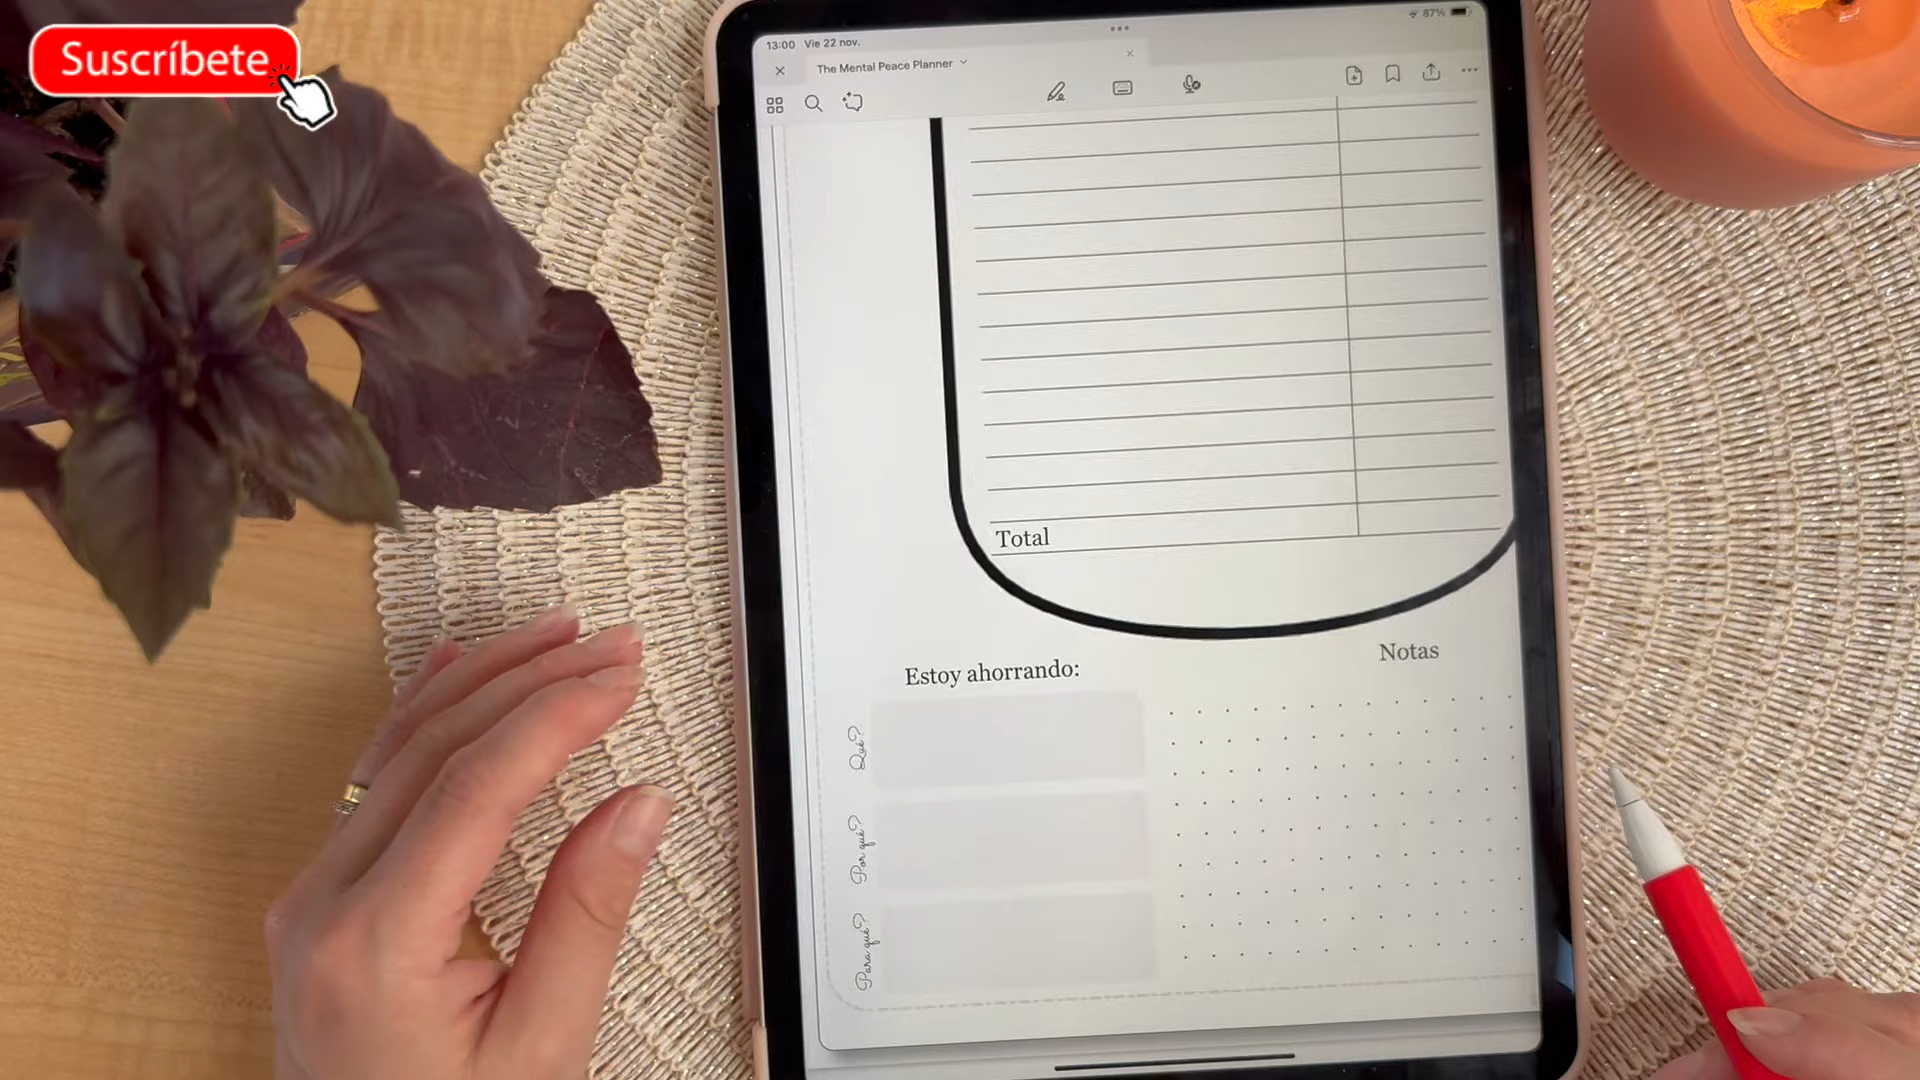 Suscríbete
13:00 Vie 22 nov.
87%
The Mental Peace Planner
Total
Estoy ahorrando:
Notas
Qué?
Por qué?
Para qué?